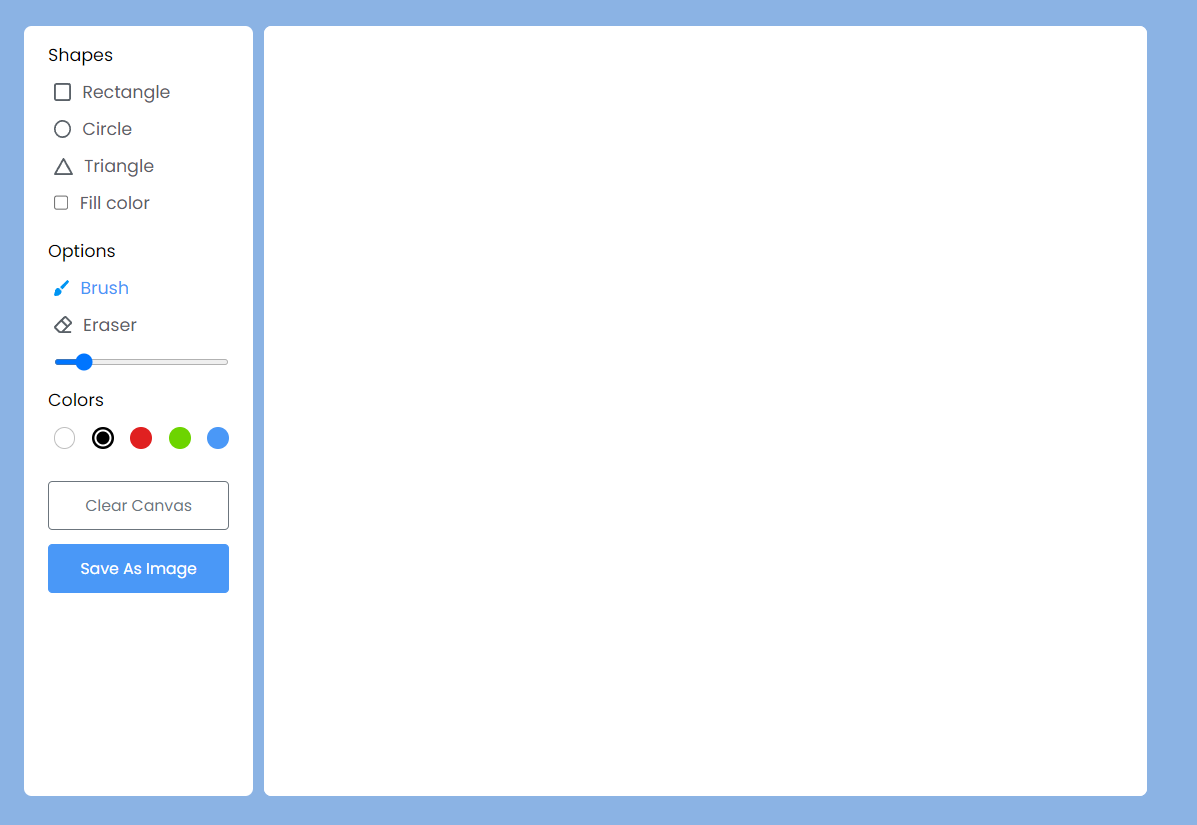 Shapes
Rectangle
Circle
Triangle
Fill color
Options
Brush
Eraser
Colors
Clear Canvas
Save As Image